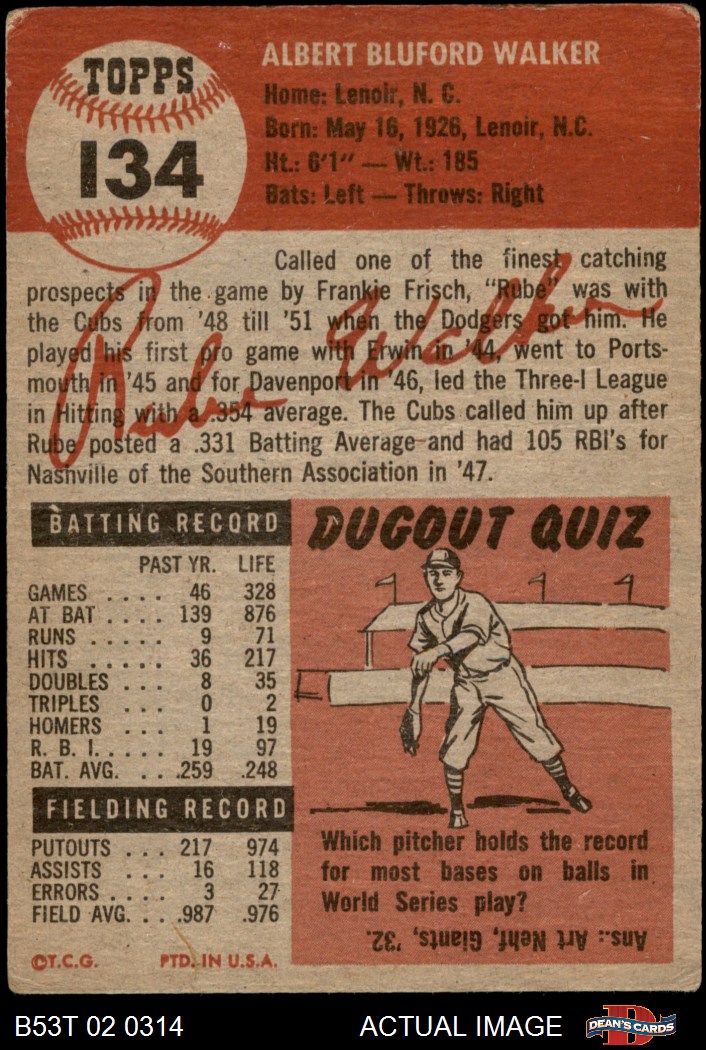 TOPPS
134
ALBERT BLUFORD WALKER
Home: Lenoir, N. C.
Born: May 16, 1926, Lenoir, N.C.
Ht.: 6'1" — Wt.: 185
Bats: Left — Throws: Right
Called one of the finest catching
prospects in the game by Frankie Frisch, "Rube" was with
the Cubs from '48 till '51 when the Dodgers got him. He
played his first pro game with Erwin in '44, went to Ports-
mouth in '45 and for Davenport in '46, led the Three-I League
in Hitting with a .354 average. The Cubs called him up after
Rube posted a .331 Batting Average and had 105 RBI's for
Nashville of the Southern Association in '47.
Rube Walker
BATTING RECORD
PAST YR. LIFE
GAMES .... 46 328
AT BAT .... 139 876
RUNS ..... 9 71
HITS ..... 36 217
DOUBLES ... 8 35
TRIPLES ... 0 2
HOMERS ... 1 19
R. B. I. .... 19 97
BAT. AVG. ... .259 .248
FIELDING RECORD
PUTOUTS ... 217 974
ASSISTS ... 16 118
ERRORS .... 3 27
FIELD AVG. ... .987 .976
©T.C.G. PTD. IN U.S.A.
DUGOUT QUIZ
Which pitcher holds the record
for most bases on balls in
World Series play?
Ans.: Art Nehf, Giants, '32.
B53T 02 0314 ACTUAL IMAGE
D
DEAN'S CARDS